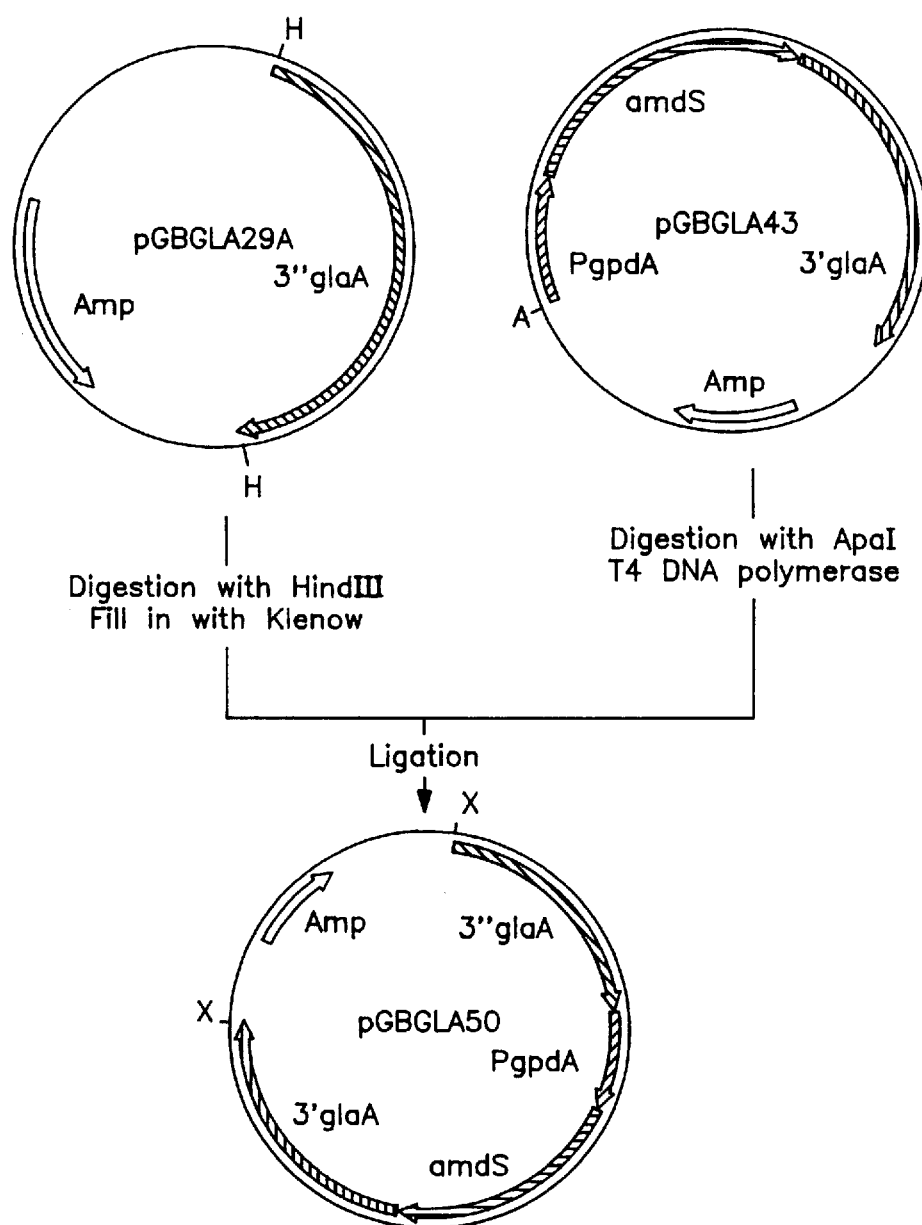 H
pGBGLA29A
3''glaA
Amp
H
amdS
pGBGLA43
PgpdA
3'glaA
A
Amp
Digestion with HindIII
Fill in with Klenow
Digestion with ApaI
T4 DNA polymerase
Ligation
X
Amp
3''glaA
X
pGBGLA50
PgpdA
3'glaA
amdS